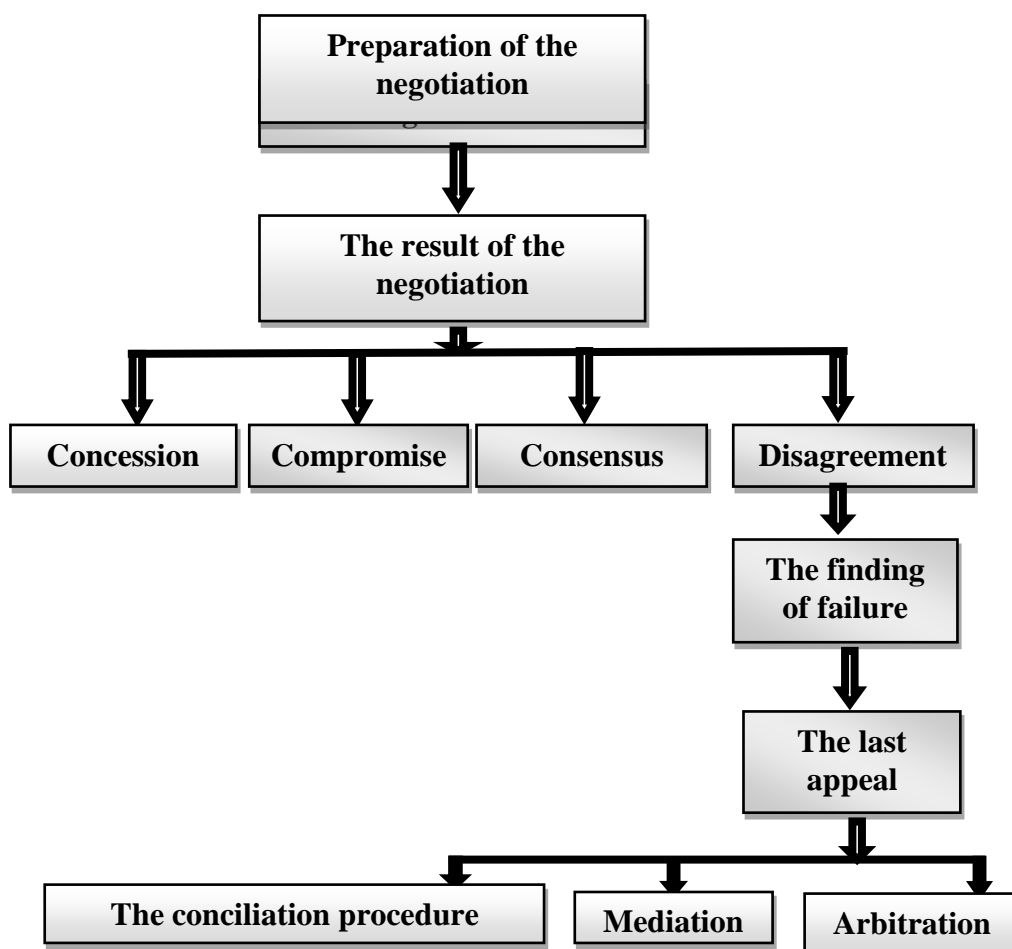 Preparation of the
negotiation
The result of the
negotiation
Concession
Compromise
Consensus
Disagreement
The finding
of failure
The last
appeal
The conciliation procedure
Mediation
Arbitration